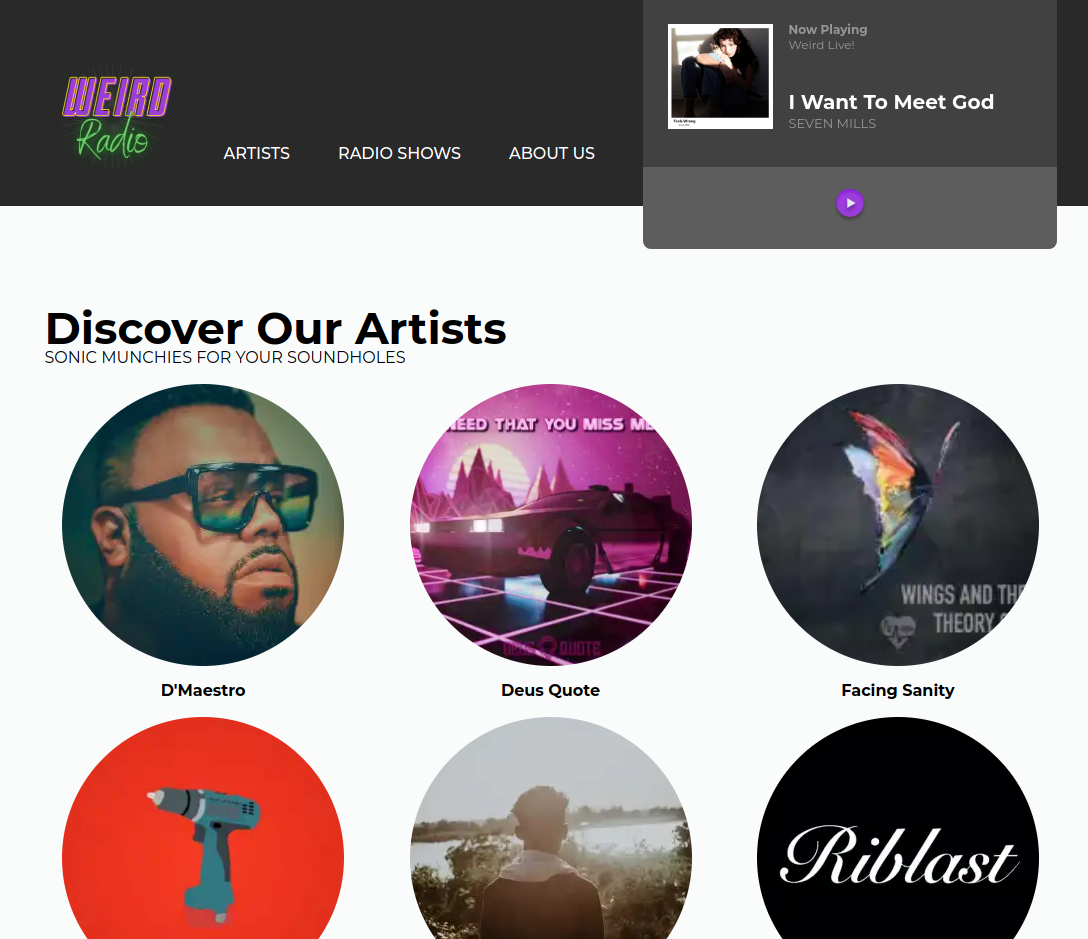 WEIRD
Radio
ARTISTS
RADIO SHOWS
ABOUT US
Now Playing
Weird Live!
I Want To Meet God
SEVEN MILLS
Discover Our Artists
SONIC MUNCHIES FOR YOUR SOUNDHOLES
NEED THAT YOU MISS ME
DEUS QUOTE
WINGS AND THE
THEORY
D'Maestro
Deus Quote
Facing Sanity
Riblast